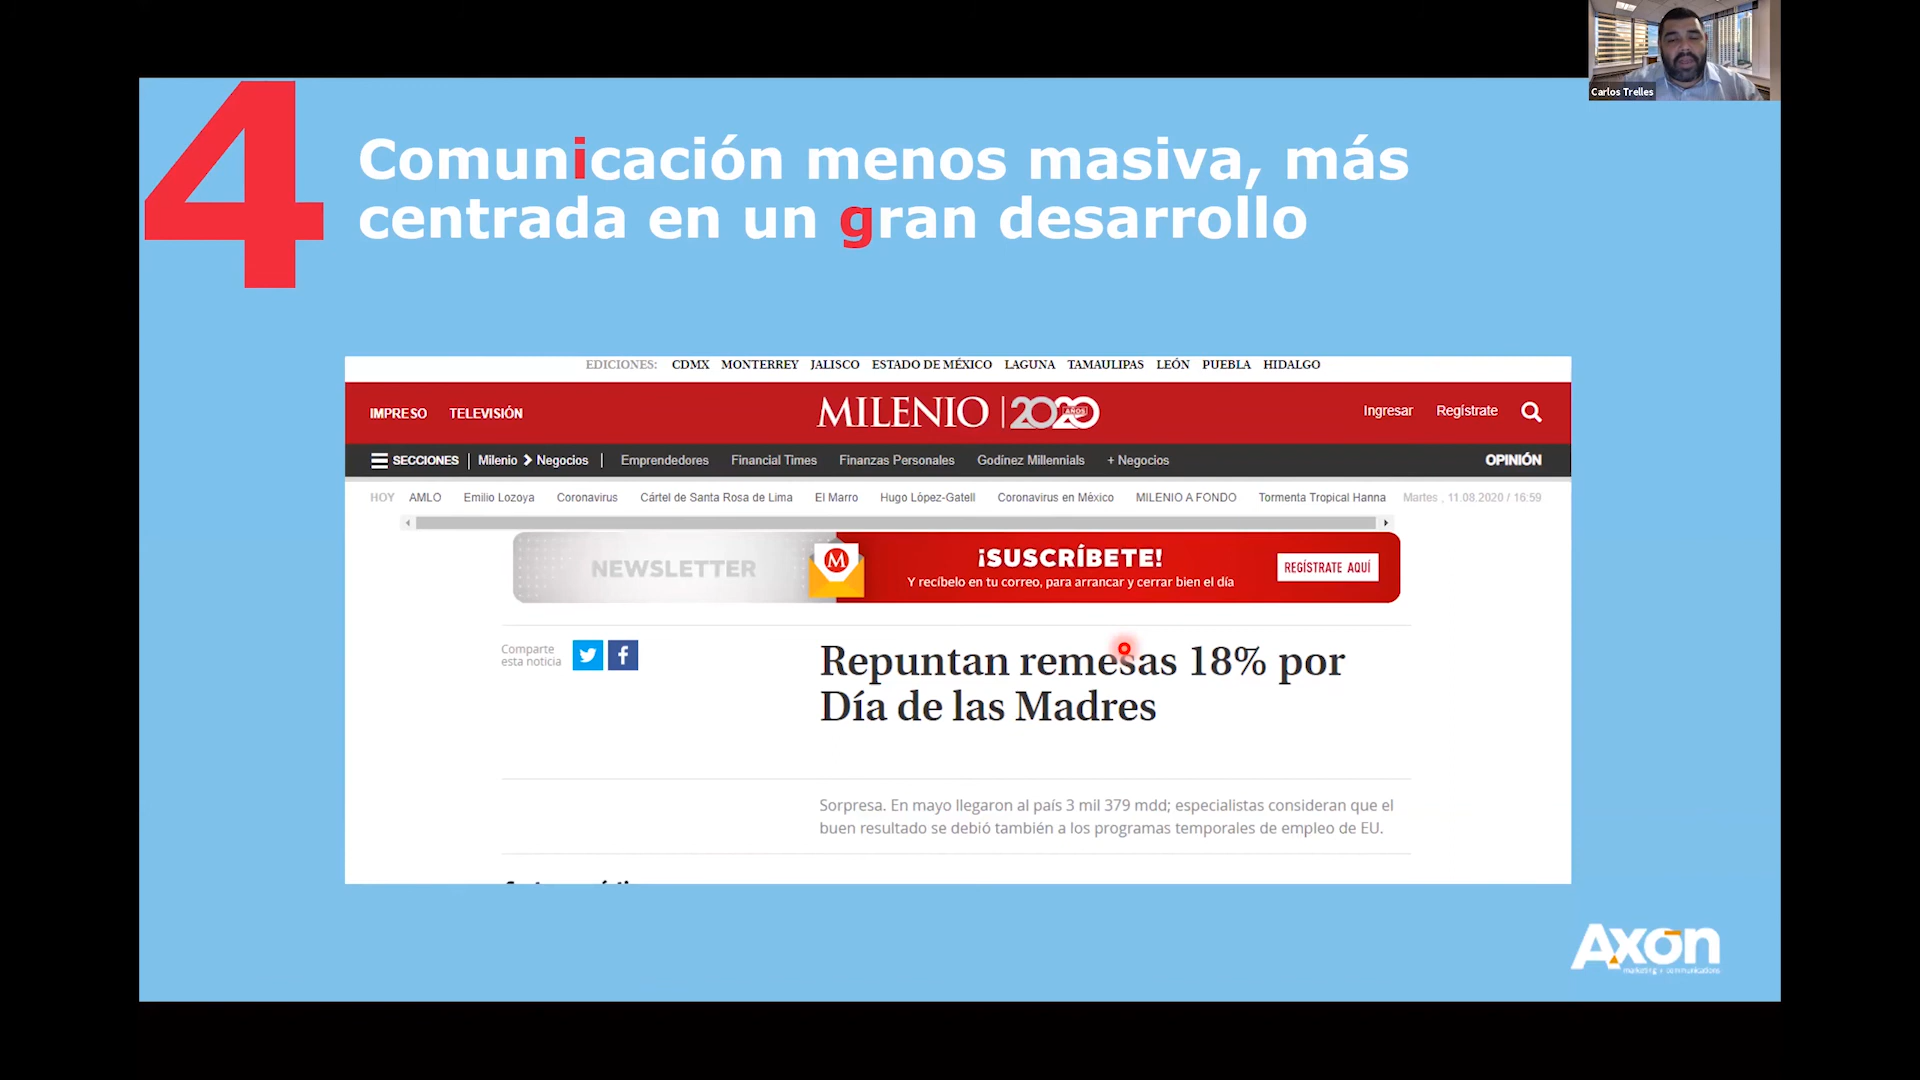 Carlos Trelles
4
Comunicación menos masiva, más
centrada en un gran desarrollo
EDICIONES: CDMX MONTERREY JALISCO ESTADO DE MÉXICO LAGUNA TAMAULIPAS LEÓN PUEBLA HIDALGO
IMPRESO TELEVISIÓN MILENIO 2020 AÑOS Ingresar Regístrate
SECCIONES Milenio Negocios Emprendedores Financial Times Finanzas Personales Godínez Millennials + Negocios OPINIÓN
HOY AMLO Emilio Lozoya Coronavirus Cártel de Santa Rosa de Lima El Marro Hugo López-Gatell Coronavirus en México MILENIO A FONDO Tormenta Tropical Hanna Martes , 11.08.2020 / 16:59
NEWSLETTER
M
¡SUSCRÍBETE!
Y recíbelo en tu correo, para arrancar y cerrar bien el día
REGÍSTRATE AQUÍ
Comparte
esta noticia
Repuntan remesas 18% por
Día de las Madres
Sorpresa. En mayo llegaron al país 3 mil 379 mdd; especialistas consideran que el
buen resultado se debió también a los programas temporales de empleo de EU.
Axón
marketing + communications